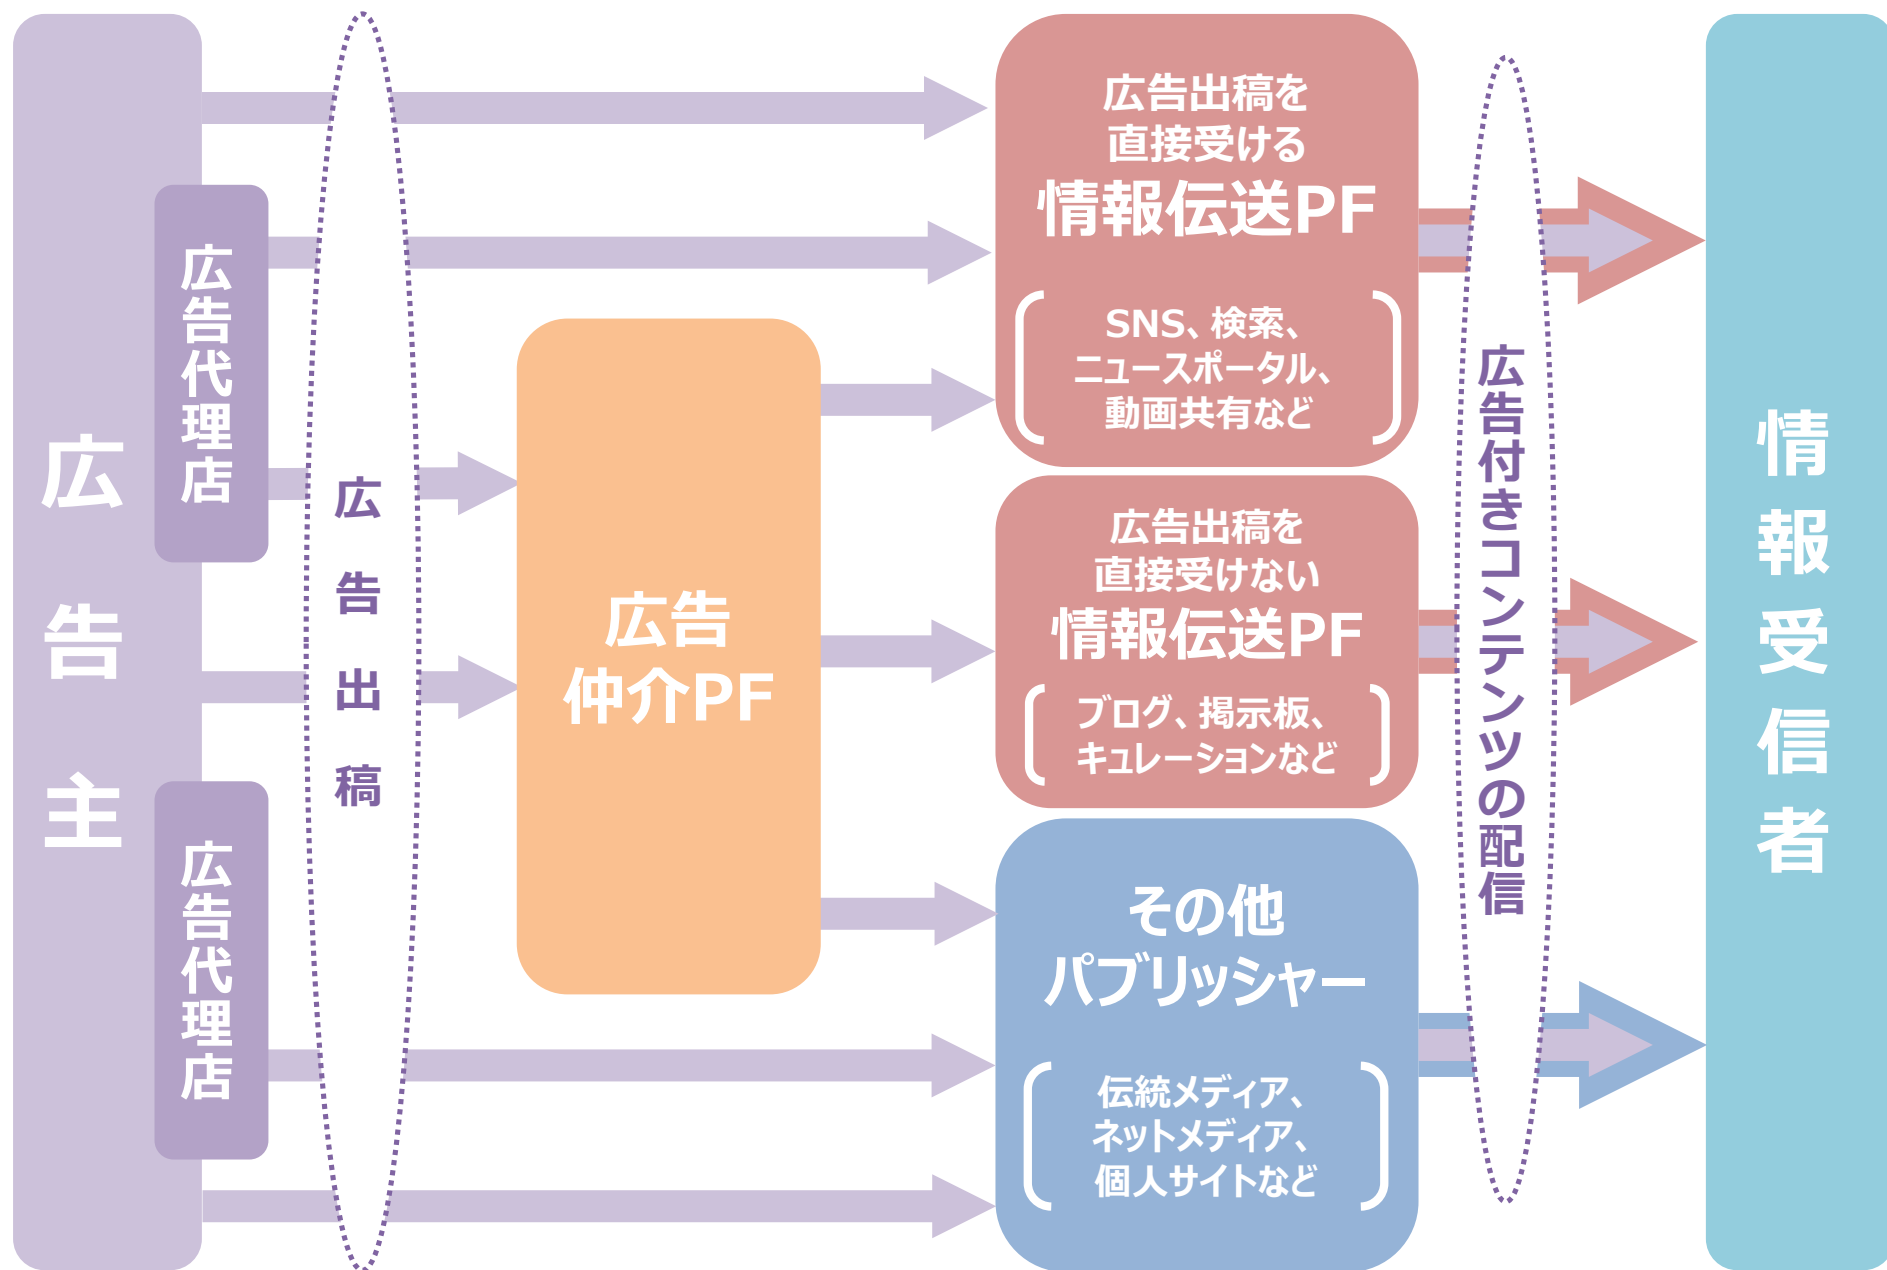 広告主
広告代理店
広告代理店
広告出稿
広告
仲介PF
広告出稿を
直接受ける
情報伝送PF
SNS、検索、
ニュースポータル、
動画共有など
広告出稿を
直接受けない
情報伝送PF
ブログ、掲示板、
キュレーションなど
その他
パブリッシャー
伝統メディア、
ネットメディア、
個人サイトなど
広告付きコンテンツの配信
情報受信者